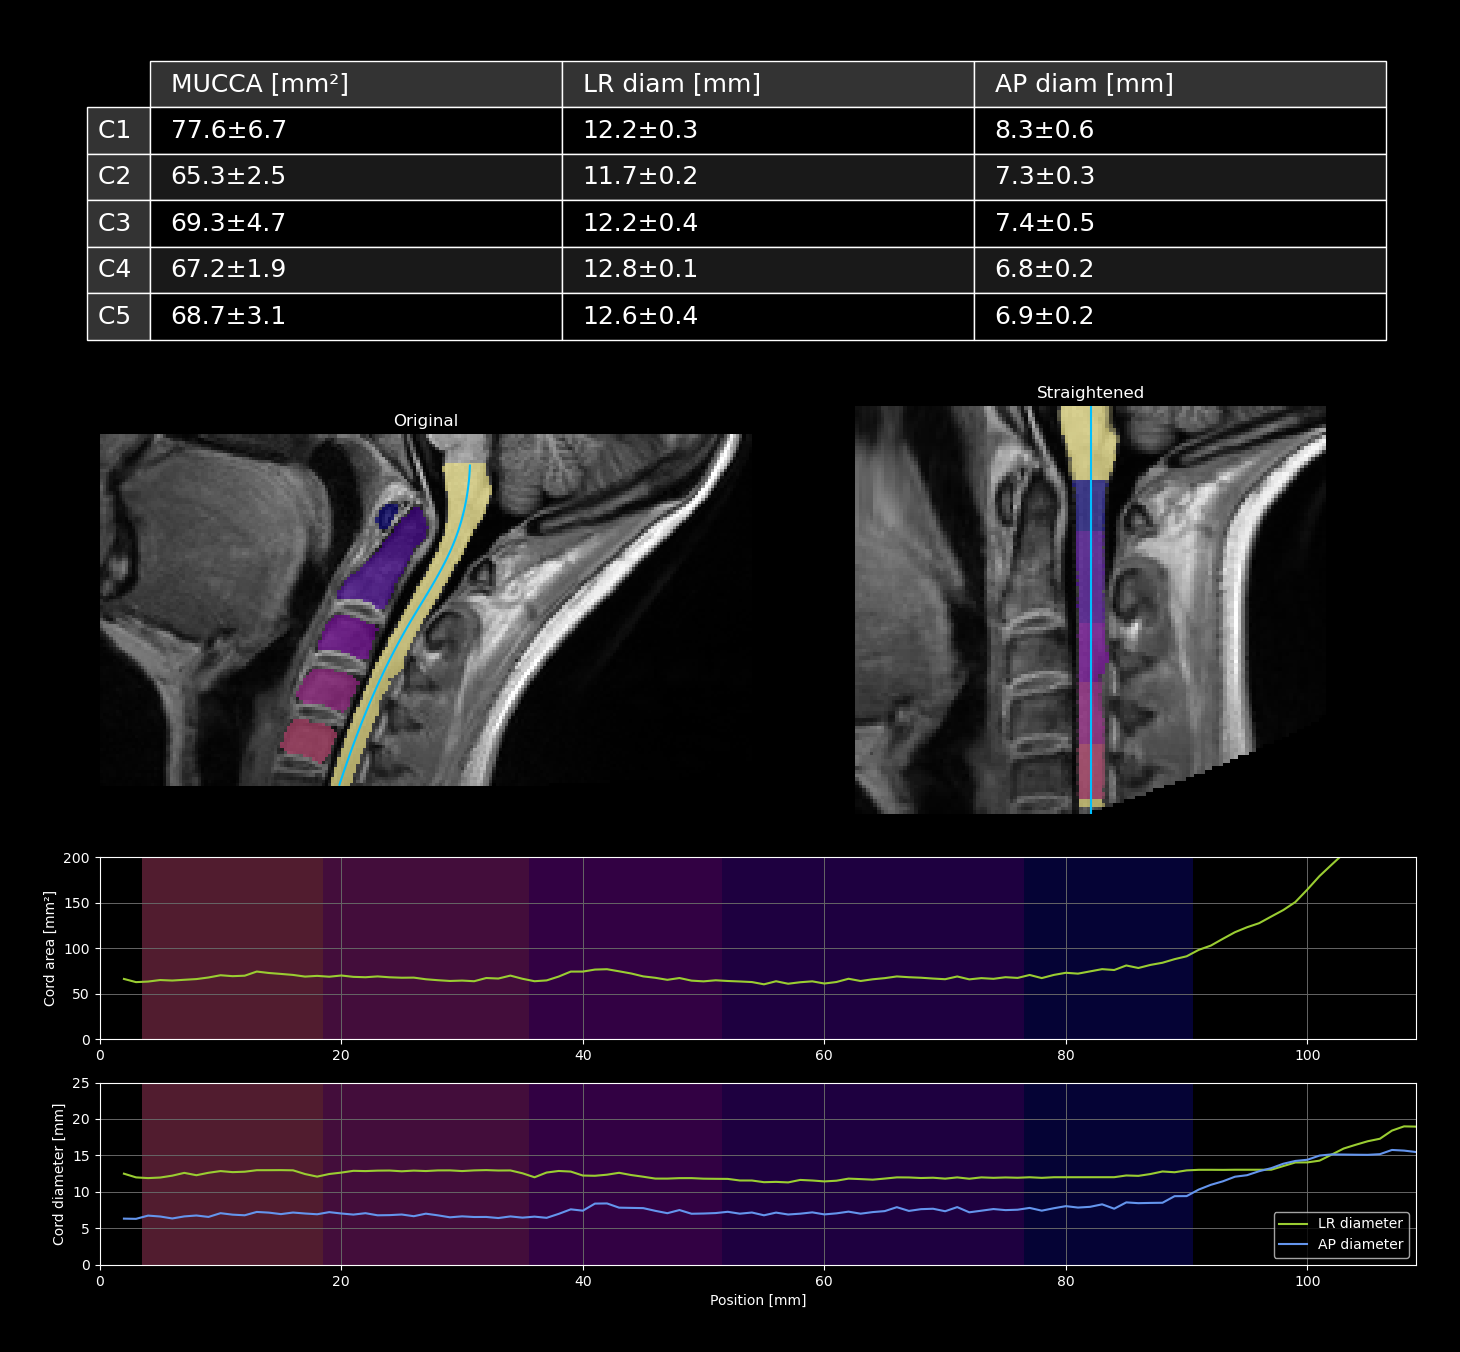 MUCCA [mm²] LR diam [mm] AP diam [mm]
C1 77.6±6.7 12.2±0.3 8.3±0.6
C2 65.3±2.5 11.7±0.2 7.3±0.3
C3 69.3±4.7 12.2±0.4 7.4±0.5
C4 67.2±1.9 12.8±0.1 6.8±0.2
C5 68.7±3.1 12.6±0.4 6.9±0.2
Original
Straightened
Cord area [mm²]
200
150
100
50
0
0 20 40 60 80 100
Cord diameter [mm]
25
20
15
10
5
0
LR diameter
AP diameter
0 20 40 60 80 100
Position [mm]